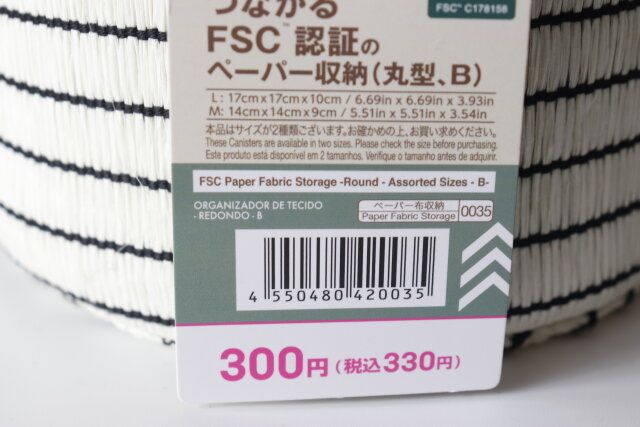 つながる
FSC™ C178158
FSC™認証の
ペーパー収納(丸型、B)
L: 17cm x 17cm x 10cm / 6.69in x 6.69in x 3.93in
M: 14cm x 14cm x 9cm / 5.51in x 5.51in x 3.54in
本品はサイズが2種類ございます。お確かめの上、お買い求めください。
These Canisters are available in two sizes. Please check the size before purchasing.
Este produto está disponível em 2 tamanhos. Verifique o tamanho antes de adquirir.
FSC Paper Fabric Storage -Round - Assorted Sizes - B-
ORGANIZADOR DE TECIDO
- REDONDO - B
ペーパー布収納
Paper Fabric Storage 0035
4 550480 420035
300円(税込330円)